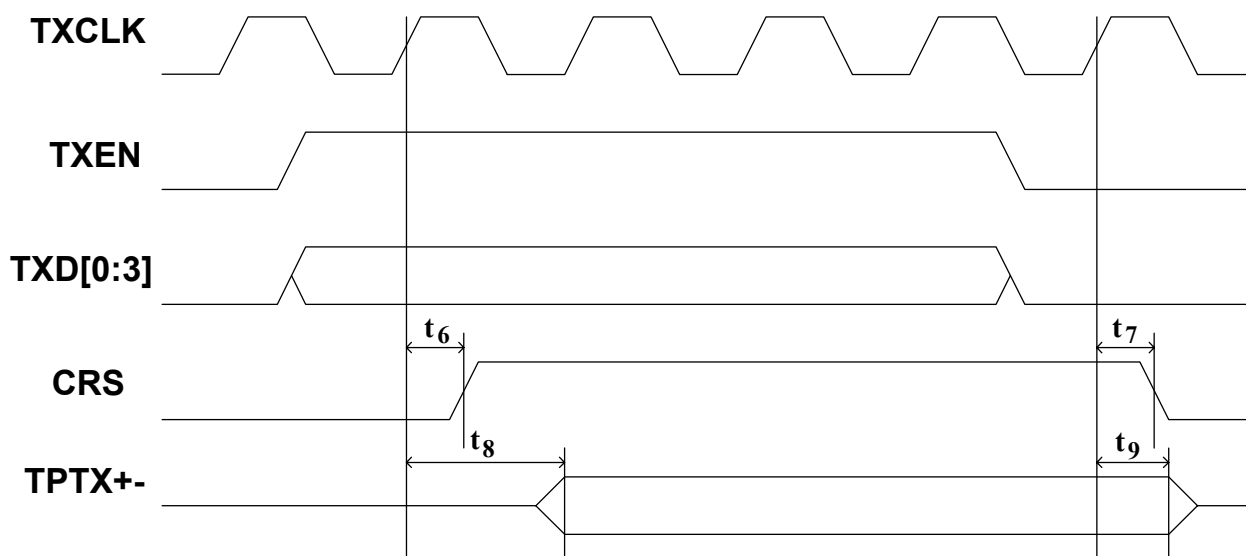 TXCLK
TXEN
TXD[0:3]
t6
t7
CRS
t8
t9
TPTX+-